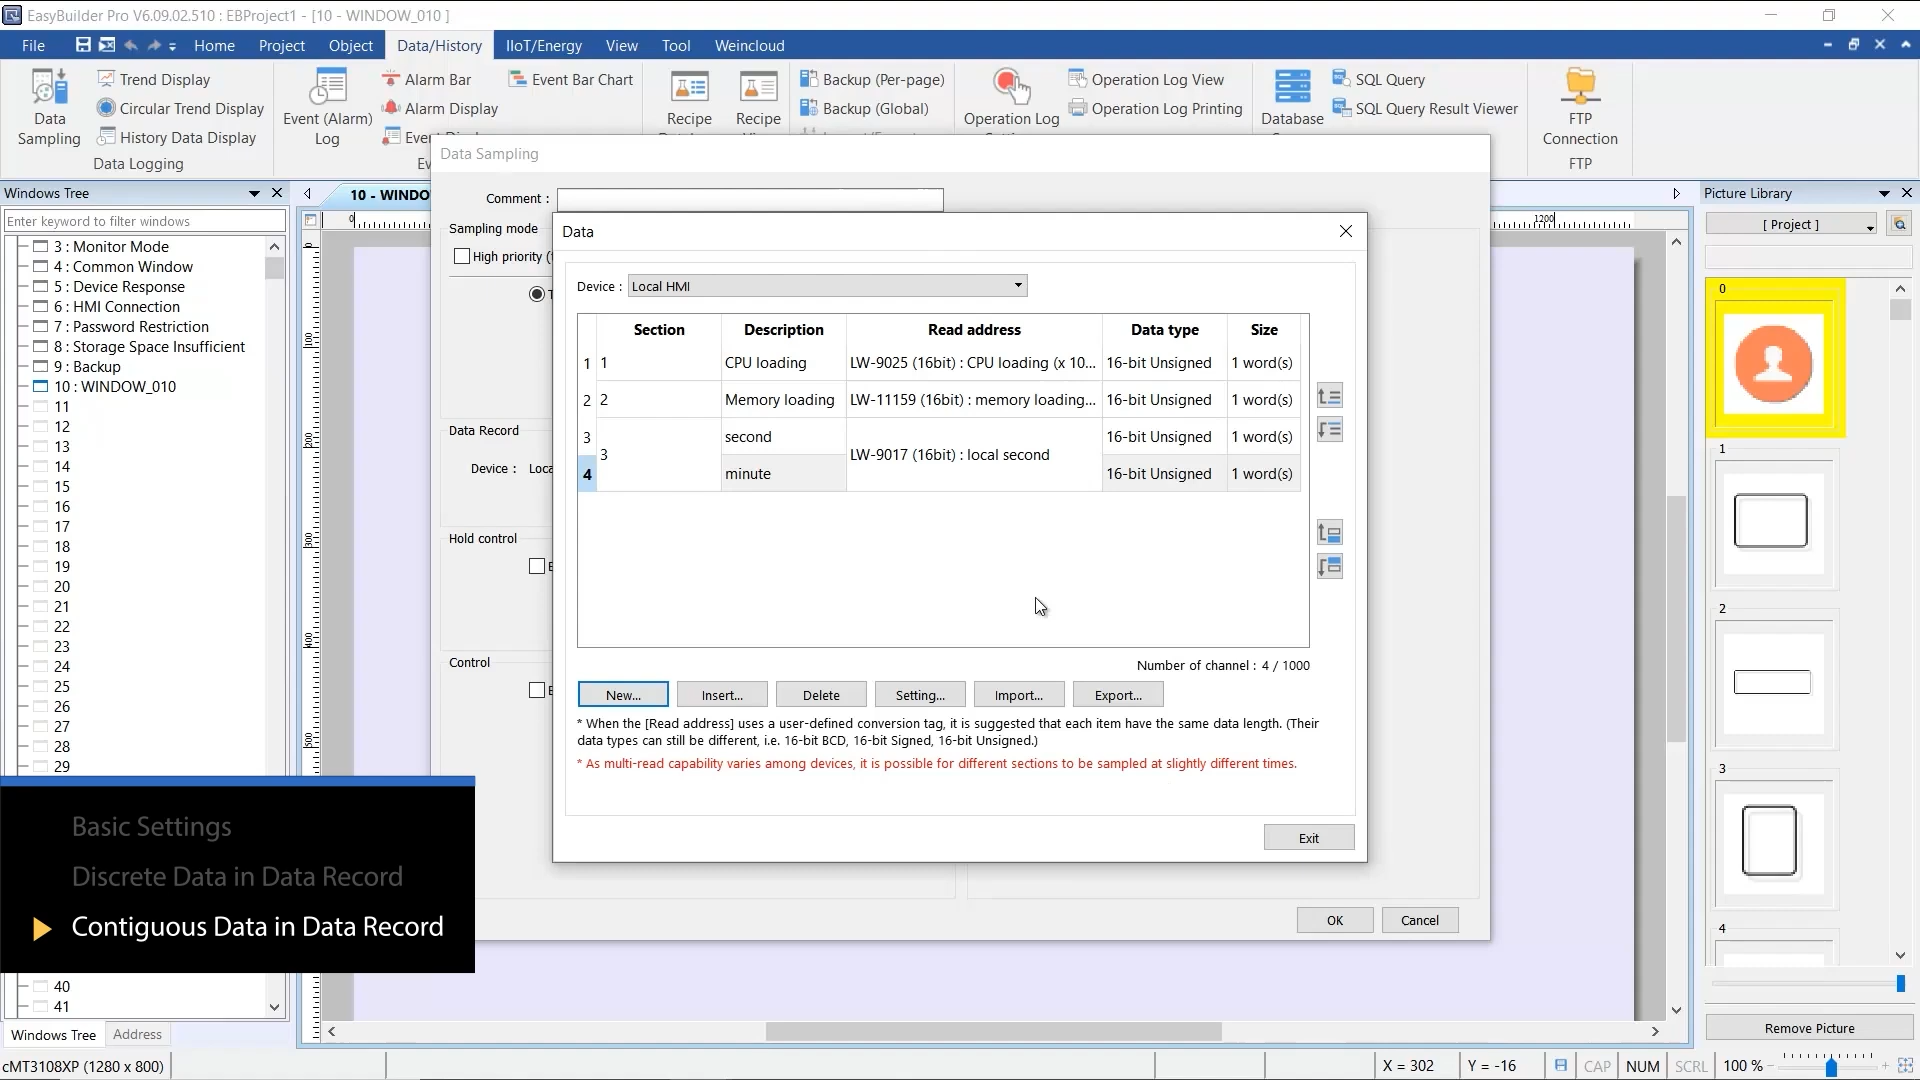 EasyBuilder Pro V6.09.02.510 : EBProject1 - [10 - WINDOW_010 ]
File Home Project Object Data/History IIoT/Energy View Tool Weincloud
Data Sampling
Trend Display
Circular Trend Display
History Data Display
Data Logging
Event (Alarm) Log
Alarm Bar
Alarm Display
Event Bar Chart
Recipe
Recipe
Backup (Per-page)
Backup (Global)
Operation Log
Operation Log View
Operation Log Printing
Database
SQL Query
SQL Query Result Viewer
FTP Connection
FTP
Windows Tree
Enter keyword to filter windows
3 : Monitor Mode
4 : Common Window
5 : Device Response
6 : HMI Connection
7 : Password Restriction
8 : Storage Space Insufficient
9 : Backup
10 : WINDOW_010
11
12
13
14
15
16
17
18
19
20
21
22
23
24
25
26
27
28
29
40
41
Windows Tree Address
10 - WINDO
0
1200
100
200
300
400
500
Data Sampling
Comment :
Sampling mode
High priority (
Data Record
Device : Loca
Hold control
Control
OK Cancel
Data
Device : Local HMI
Section Description Read address Data type Size
1 1 CPU loading LW-9025 (16bit) : CPU loading (x 10... 16-bit Unsigned 1 word(s)
2 2 Memory loading LW-11159 (16bit) : memory loading... 16-bit Unsigned 1 word(s)
3 3 second LW-9017 (16bit) : local second 16-bit Unsigned 1 word(s)
4 minute 16-bit Unsigned 1 word(s)
Number of channel : 4 / 1000
New... Insert... Delete Setting... Import... Export...
* When the [Read address] uses a user-defined conversion tag, it is suggested that each item have the same data length. (Their
data types can still be different, i.e. 16-bit BCD, 16-bit Signed, 16-bit Unsigned.)
* As multi-read capability varies among devices, it is possible for different sections to be sampled at slightly different times.
Exit
Basic Settings
Discrete Data in Data Record
Contiguous Data in Data Record
Picture Library
[ Project ]
0
1
2
3
4
Remove Picture
cMT3108XP (1280 x 800)
X = 302 Y = -16 CAP NUM SCRL 100 %